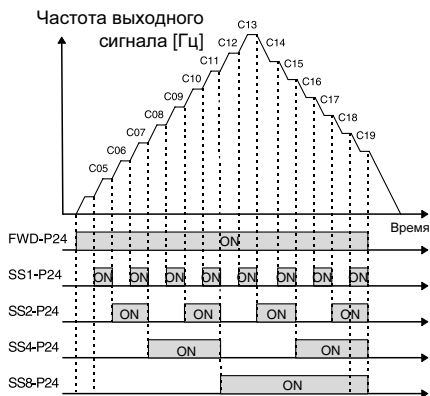 Частота выходного
сигнала [Гц]
C13
C12
C14
C11
C15
C10
C16
C09
C17
C08
C18
C07
C19
C06
C05
Время
FWD-P24
ON
SS1-P24
ON ON ON ON ON ON ON ON
SS2-P24
ON ON ON ON
SS4-P24
ON ON
SS8-P24
ON